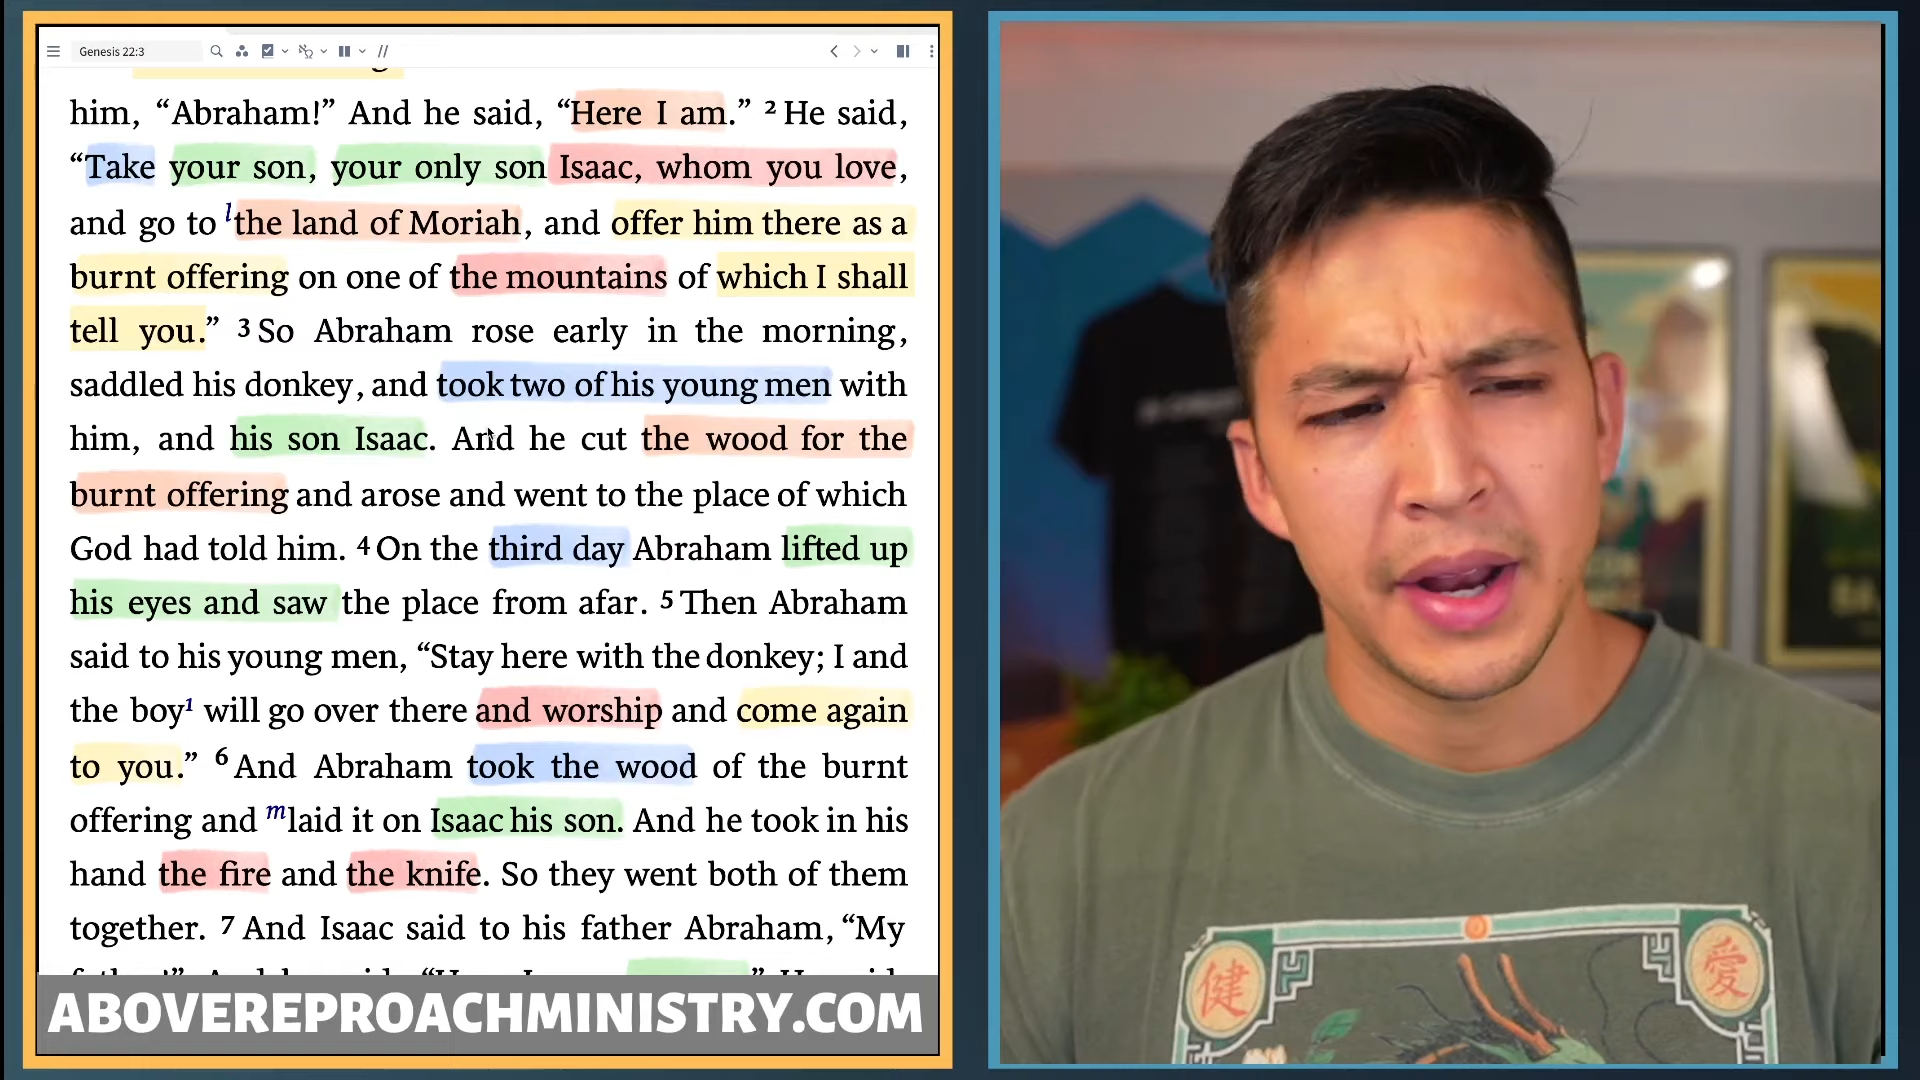 Genesis 22:3
him, “Abraham!” And he said, “Here I am.” 2 He said,
“Take your son, your only son Isaac, whom you love,
and go to l the land of Moriah, and offer him there as a
burnt offering on one of the mountains of which I shall
tell you.” 3 So Abraham rose early in the morning,
saddled his donkey, and took two of his young men with
him, and his son Isaac. And he cut the wood for the
burnt offering and arose and went to the place of which
God had told him. 4 On the third day Abraham lifted up
his eyes and saw the place from afar. 5 Then Abraham
said to his young men, “Stay here with the donkey; I and
the boy1 will go over there and worship and come again
to you.” 6 And Abraham took the wood of the burnt
offering and m laid it on Isaac his son. And he took in his
hand the fire and the knife. So they went both of them
together. 7 And Isaac said to his father Abraham, “My
ABOVEREPROACHMINISTRY.COM
健
愛